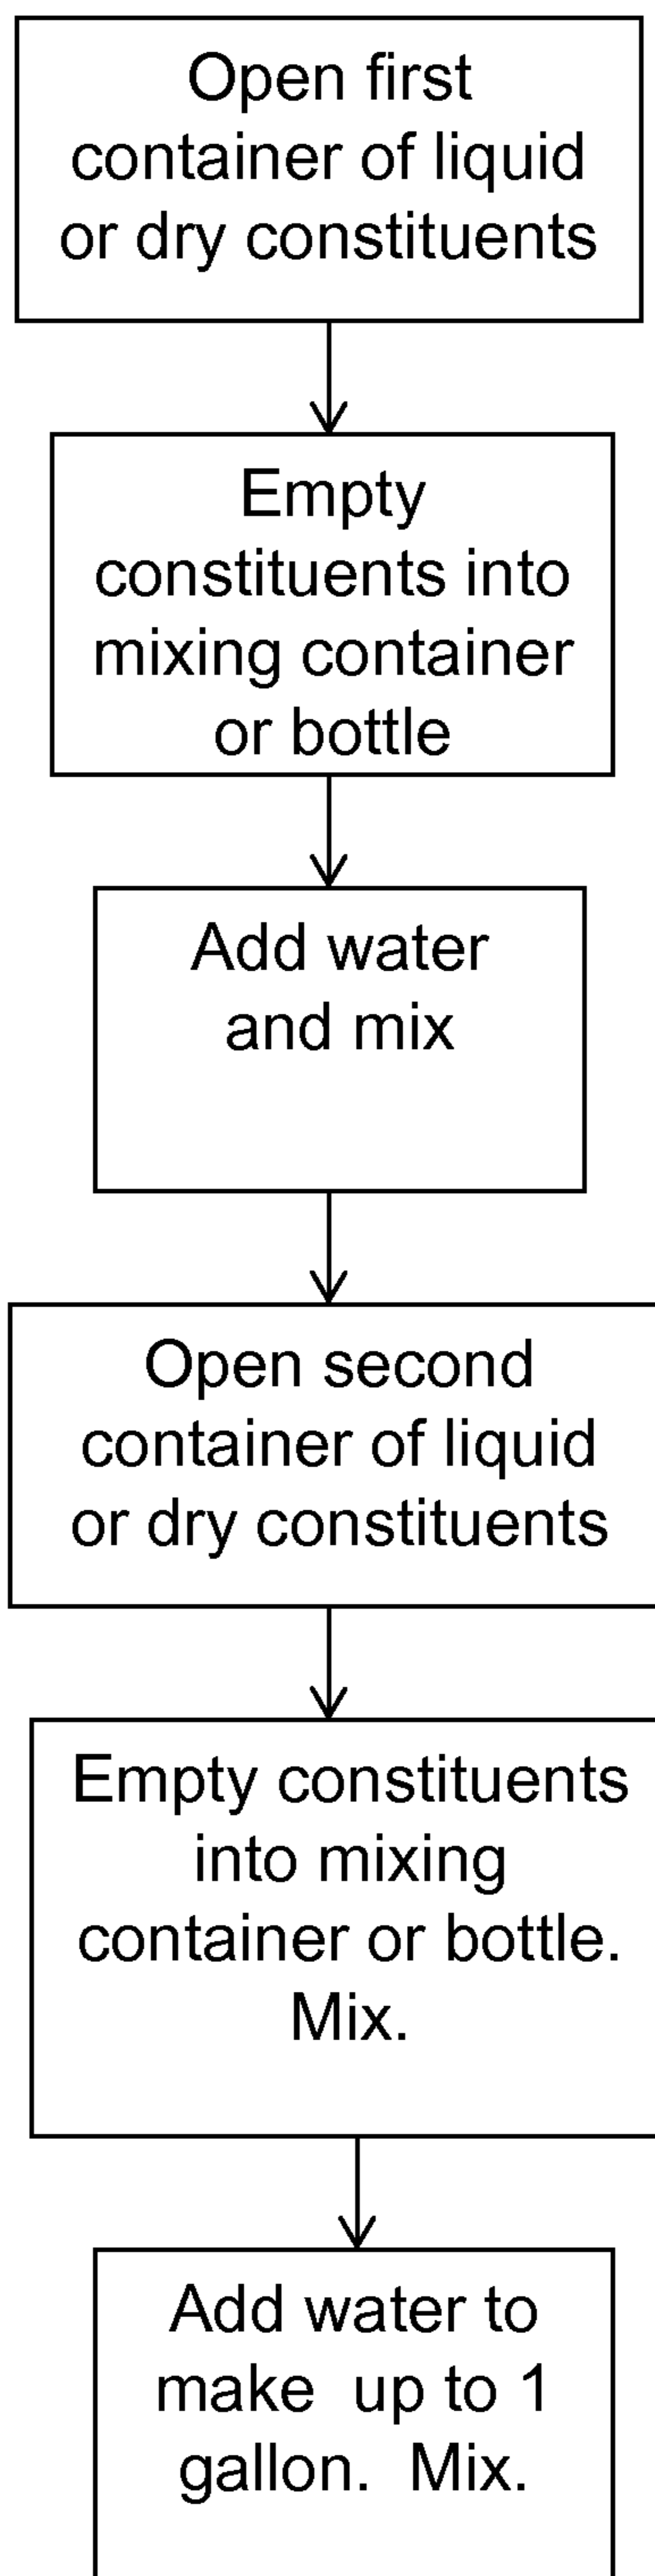 Open first
container of liquid
or dry constituents
Empty
constituents into
mixing container
or bottle
Add water
and mix
Open second
container of liquid
or dry constituents
Empty constituents
into mixing
container or bottle.
Mix.
Add water to
make  up to 1
gallon.  Mix.